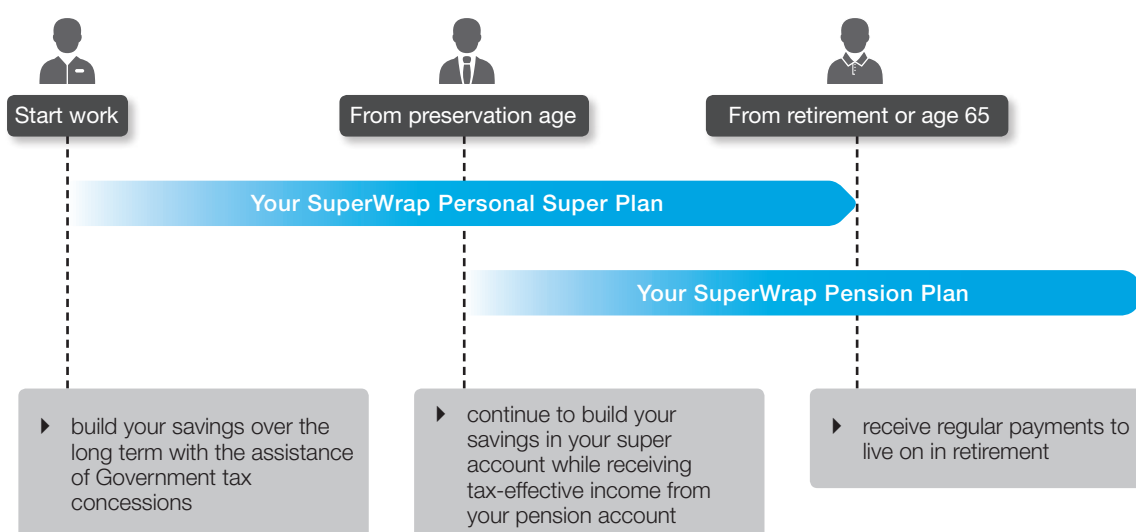 Start work
From preservation age
From retirement or age 65
Your SuperWrap Personal Super Plan
Your SuperWrap Pension Plan
build your savings over the
long term with the assistance
of Government tax
concessions
continue to build your
savings in your super
account while receiving
tax-effective income from
your pension account
receive regular payments to
live on in retirement